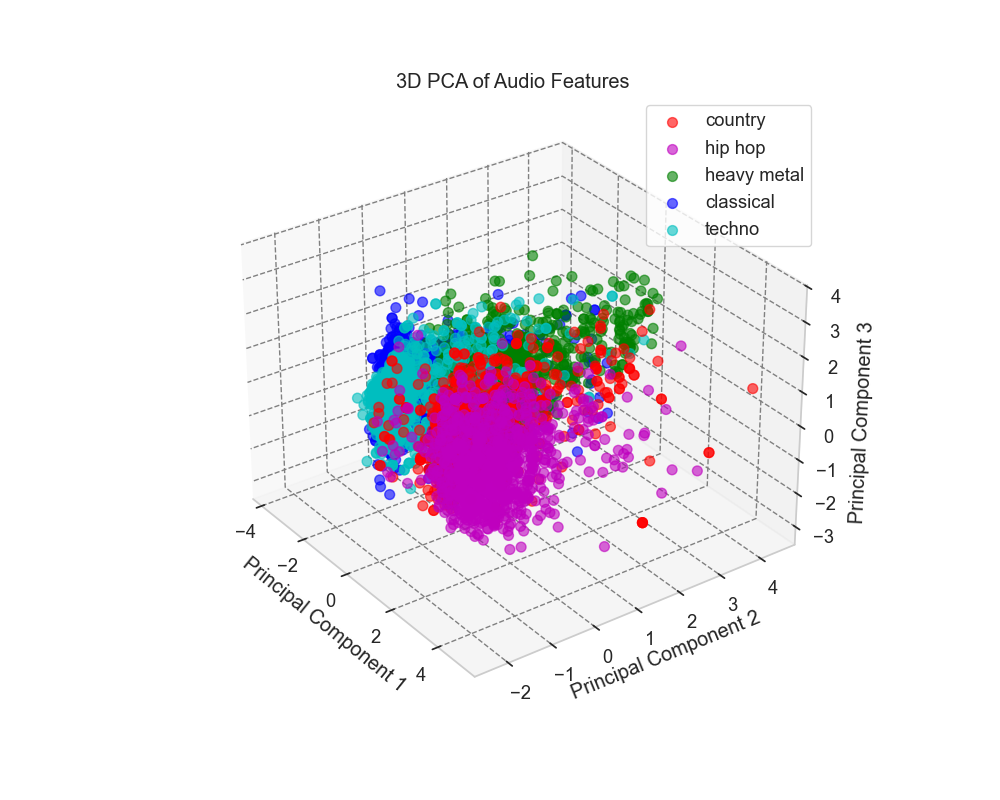 3D PCA of Audio Features
country
hip hop
heavy metal
classical
techno
4
3
2
1
0
−1
−2
−3
Principal Component 3
−4
−2
0
2
4
Principal Component 1
−2
−1
0
1
2
3
4
Principal Component 2